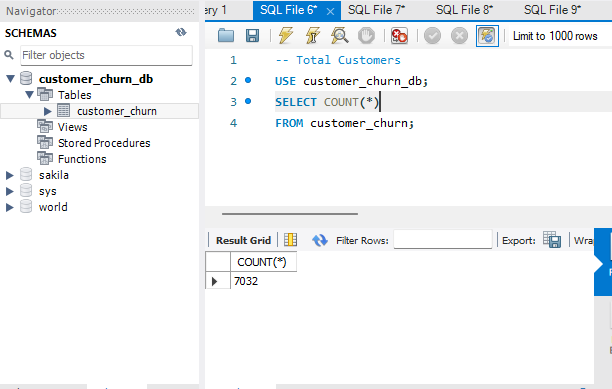 Navigator
SCHEMAS
Filter objects
customer_churn_db
Tables
customer_churn
Views
Stored Procedures
Functions
sakila
sys
world
ery 1
SQL File 6*
SQL File 7*
SQL File 8*
SQL File 9*
Limit to 1000 rows
1 -- Total Customers
2 USE customer_churn_db;
3 SELECT COUNT(*)
4 FROM customer_churn;
Result Grid
Filter Rows:
Export:
Wra
COUNT(*)
7032